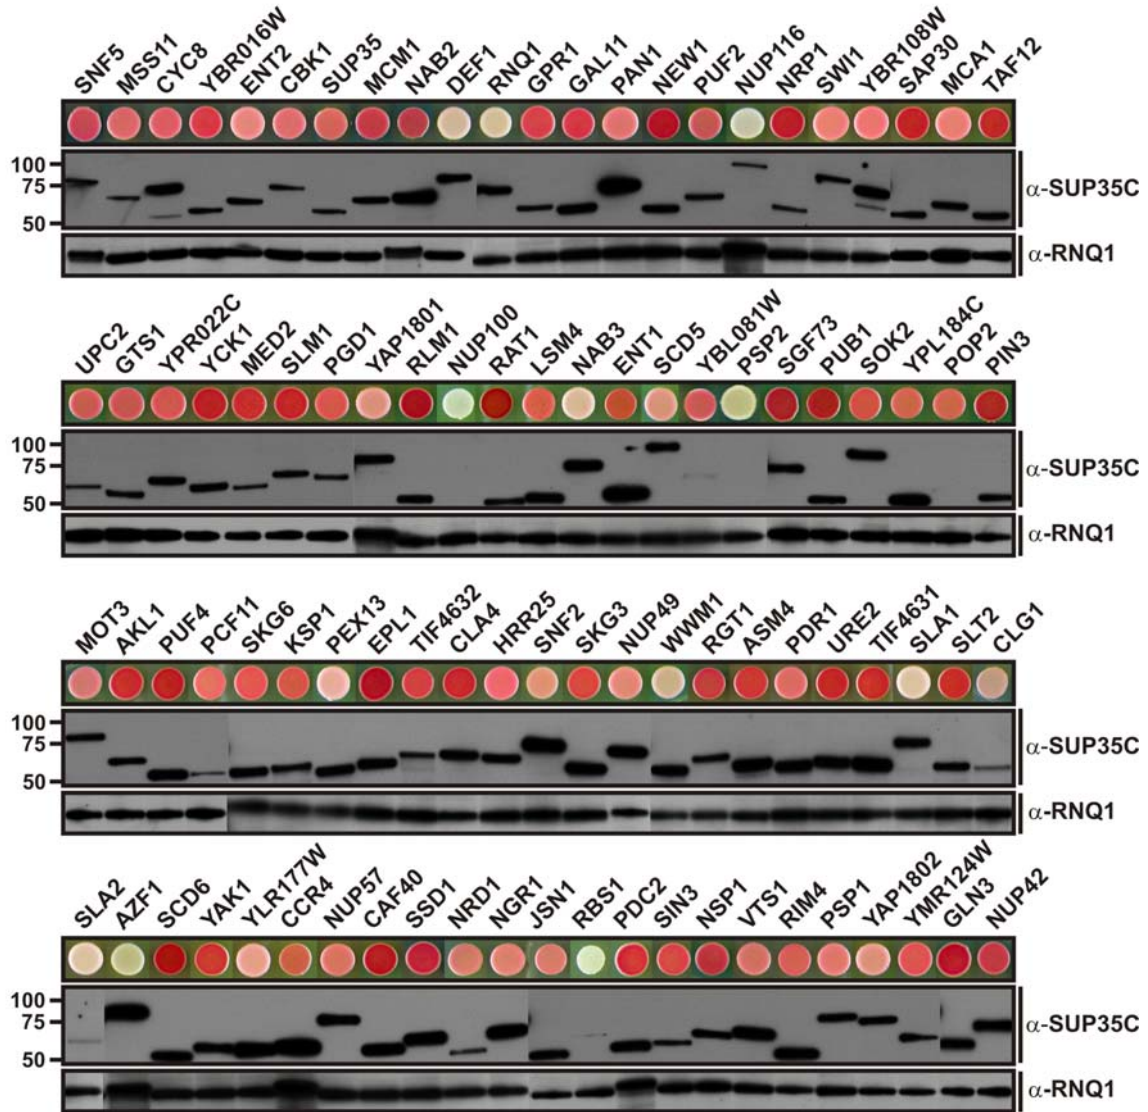 SNF5 MSS11 CYC8 YBR016W ENT2 CBK1 SUP35 MCM1 NAB2 DEF1 RNQ1 GPR1 GAL11 PAN1 NEW1 PUF2 NUP116 NRP1 SWI1 YBR108W SAP30 MCA1 TAF12
100
75
50
α-SUP35C
α-RNQ1
UPC2 GTS1 YPR022C YCK1 MED2 SLM1 PGD1 YAP1801 RLM1 NUP100 RAT1 LSM4 NAB3 ENT1 SCD5 YBL081W PSP2 SGF73 PUB1 SOK2 YPL184C POP2 PIN3
100
75
50
α-SUP35C
α-RNQ1
MOT3 AKL1 PUF4 PCF11 SKG6 KSP1 PEX13 EPL1 TIF4632 CLA4 HRR25 SNF2 SKG3 NUP49 WWM1 RGT1 ASM4 PDR1 URE2 TIF4631 SLA1 SLT2 CLG1
100
75
50
α-SUP35C
α-RNQ1
SLA2 AZF1 SCD6 YAK1 YLR177W CCR4 NUP57 CAF40 SSD1 NRD1 NGR1 JSN1 RBS1 PDC2 SIN3 NSP1 VTS1 RIM4 PSP1 YAP1802 YMR124W GLN3 NUP42
100
75
50
α-SUP35C
α-RNQ1